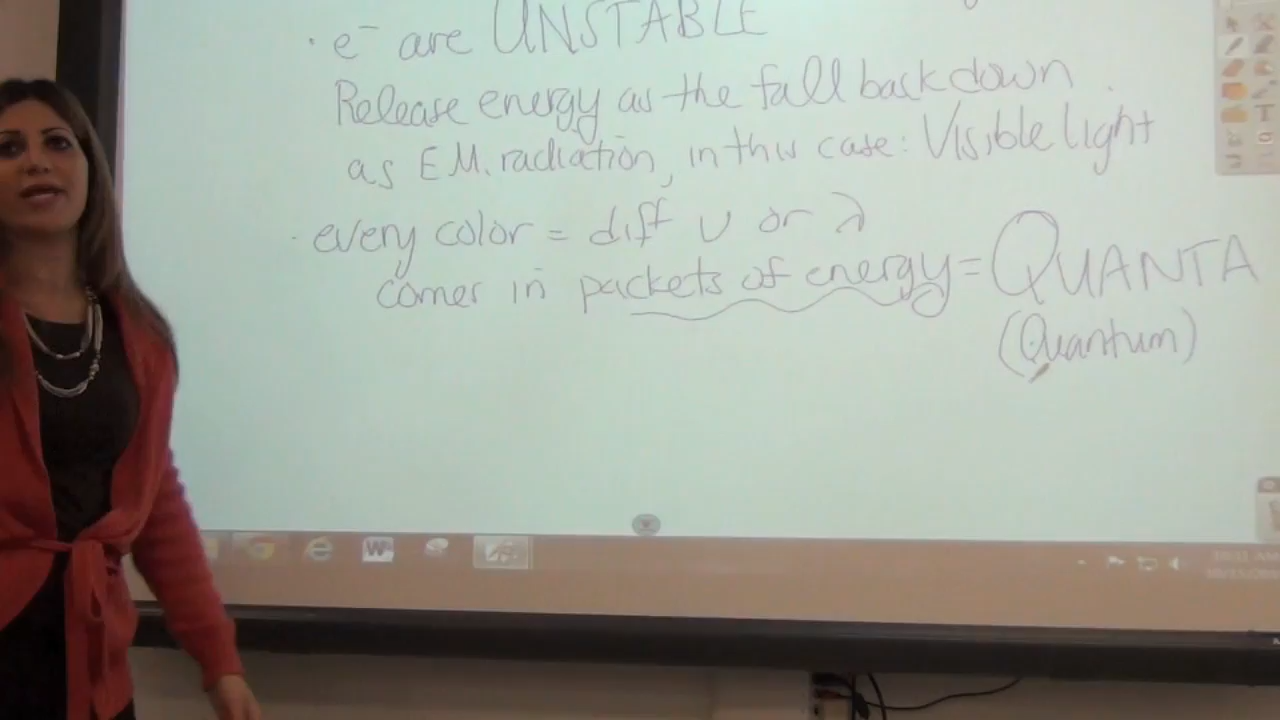 · e⁻ are UNSTABLE
Release energy as the fall back down
as E.M. radiation, in this case: Visible light
· every color = diff ν or λ
comes in packets of energy = QUANTA
(Quantum)
W
T